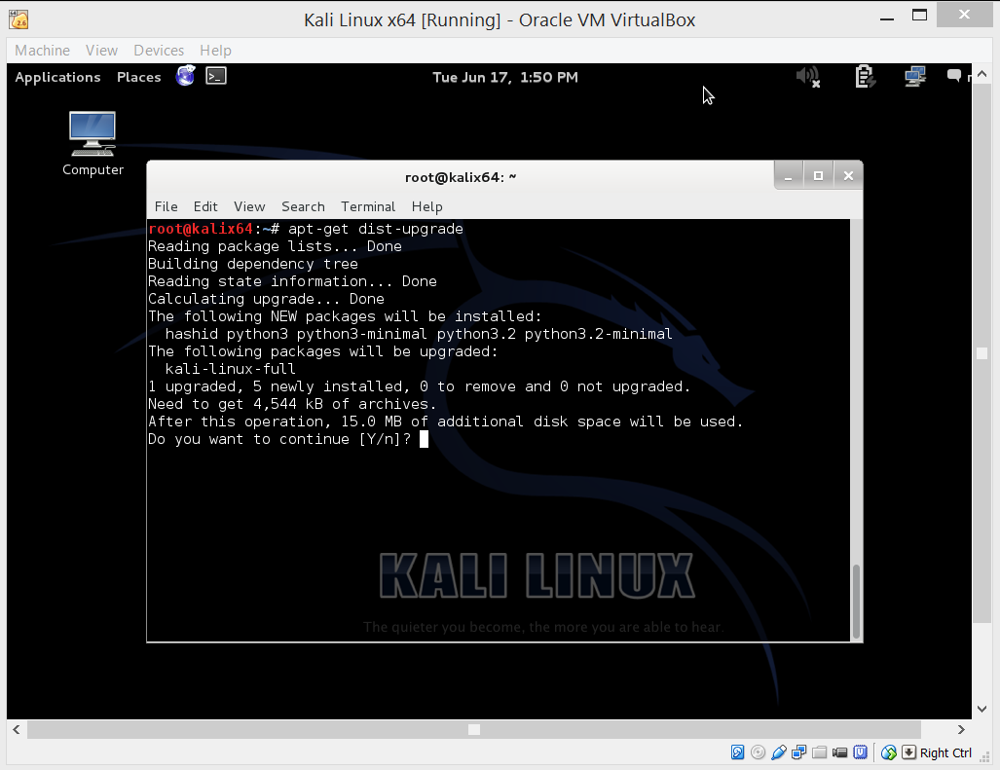 Kali Linux x64 [Running] - Oracle VM VirtualBox
Machine View Devices Help
Applications Places Tue Jun 17, 1:50 PM
Computer
root@kalix64: ~
File Edit View Search Terminal Help
root@kalix64:~# apt-get dist-upgrade
Reading package lists... Done
Building dependency tree
Reading state information... Done
Calculating upgrade... Done
The following NEW packages will be installed:
hashid python3 python3-minimal python3.2 python3.2-minimal
The following packages will be upgraded:
kali-linux-full
1 upgraded, 5 newly installed, 0 to remove and 0 not upgraded.
Need to get 4,544 kB of archives.
After this operation, 15.0 MB of additional disk space will be used.
Do you want to continue [Y/n]?
KALI LINUX
The quieter you become, the more you are able to hear.
Right Ctrl